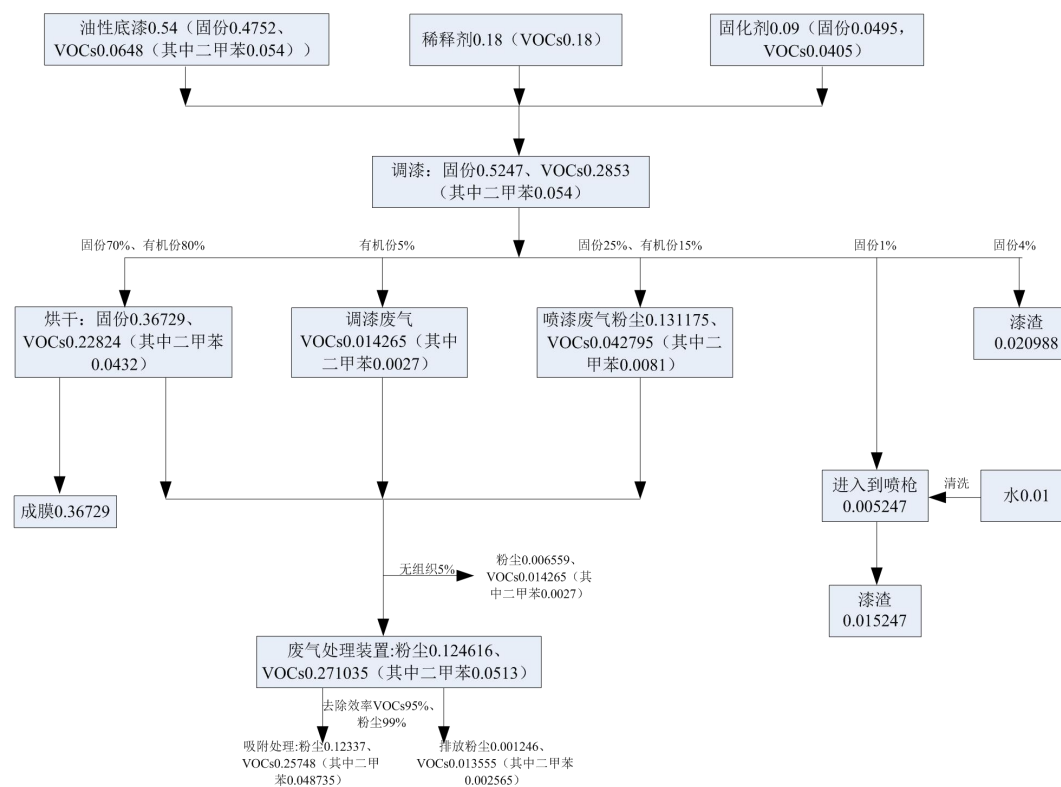 油性底漆0.54（固份0.4752、
VOCs0.0648（其中二甲苯0.054））
稀释剂0.18（VOCs0.18）
固化剂0.09（固份0.0495，
VOCs0.0405）
调漆：固份0.5247、VOCs0.2853
（其中二甲苯0.054）
固份70%、有机份80%
有机份5%
固份25%、有机份15%
固份1%
固份4%
烘干：固份0.36729、
VOCs0.22824（其中二甲苯
0.0432）
调漆废气
VOCs0.014265（其中
二甲苯0.0027）
喷漆废气粉尘0.131175、
VOCs0.042795（其中二
甲苯0.0081）
漆渣
0.020988
成膜0.36729
进入到喷枪
0.005247
清洗
水0.01
无组织5%
粉尘0.006559、
VOCs0.014265（其
中二甲苯0.0027）
漆渣
0.015247
废气处理装置:粉尘0.124616、
VOCs0.271035（其中二甲苯0.0513）
去除效率VOCs95%、
粉尘99%
吸附处理:粉尘0.12337、
VOCs0.25748（其中二甲
苯0.048735）
排放粉尘0.001246、
VOCs0.013555（其中二甲苯
0.002565）